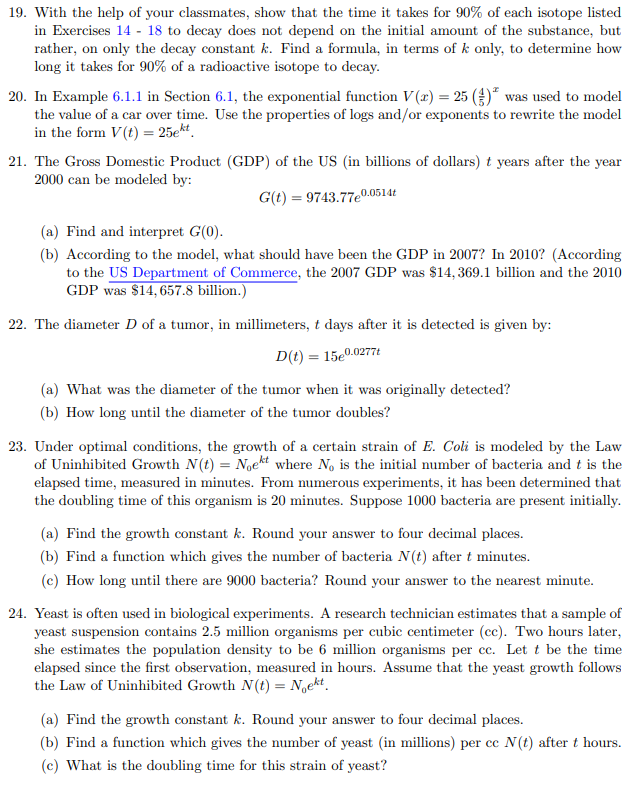 19. With the help of your classmates, show that the time it takes for 90% of each isotope listed
in Exercises 14 - 18 to decay does not depend on the initial amount of the substance, but
rather, on only the decay constant k. Find a formula, in terms of k only, to determine how
long it takes for 90% of a radioactive isotope to decay.
20. In Example 6.1.1 in Section 6.1, the exponential function V(x) = 25 (4/5)^x was used to model
the value of a car over time. Use the properties of logs and/or exponents to rewrite the model
in the form V(t) = 25e^{kt}.
21. The Gross Domestic Product (GDP) of the US (in billions of dollars) t years after the year
2000 can be modeled by:
G(t) = 9743.77e^{0.0514t}
(a) Find and interpret G(0).
(b) According to the model, what should have been the GDP in 2007? In 2010? (According
to the US Department of Commerce, the 2007 GDP was $14, 369.1 billion and the 2010
GDP was $14, 657.8 billion.)
22. The diameter D of a tumor, in millimeters, t days after it is detected is given by:
D(t) = 15e^{0.0277t}
(a) What was the diameter of the tumor when it was originally detected?
(b) How long until the diameter of the tumor doubles?
23. Under optimal conditions, the growth of a certain strain of E. Coli is modeled by the Law
of Uninhibited Growth N(t) = N₀e^{kt} where N₀ is the initial number of bacteria and t is the
elapsed time, measured in minutes. From numerous experiments, it has been determined that
the doubling time of this organism is 20 minutes. Suppose 1000 bacteria are present initially.
(a) Find the growth constant k. Round your answer to four decimal places.
(b) Find a function which gives the number of bacteria N(t) after t minutes.
(c) How long until there are 9000 bacteria? Round your answer to the nearest minute.
24. Yeast is often used in biological experiments. A research technician estimates that a sample of
yeast suspension contains 2.5 million organisms per cubic centimeter (cc). Two hours later,
she estimates the population density to be 6 million organisms per cc. Let t be the time
elapsed since the first observation, measured in hours. Assume that the yeast growth follows
the Law of Uninhibited Growth N(t) = N₀e^{kt}.
(a) Find the growth constant k. Round your answer to four decimal places.
(b) Find a function which gives the number of yeast (in millions) per cc N(t) after t hours.
(c) What is the doubling time for this strain of yeast?